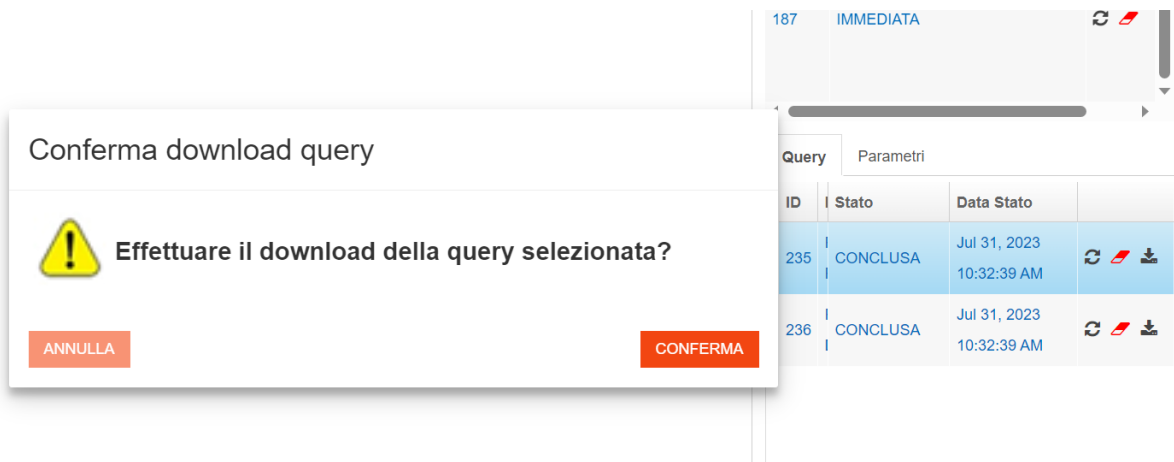 187 IMMEDIATA
Conferma download query
Effettuare il download della query selezionata?
ANNULLA CONFERMA
Query Parametri
ID Stato Data Stato
235 CONCLUSA Jul 31, 2023
10:32:39 AM
236 CONCLUSA Jul 31, 2023
10:32:39 AM